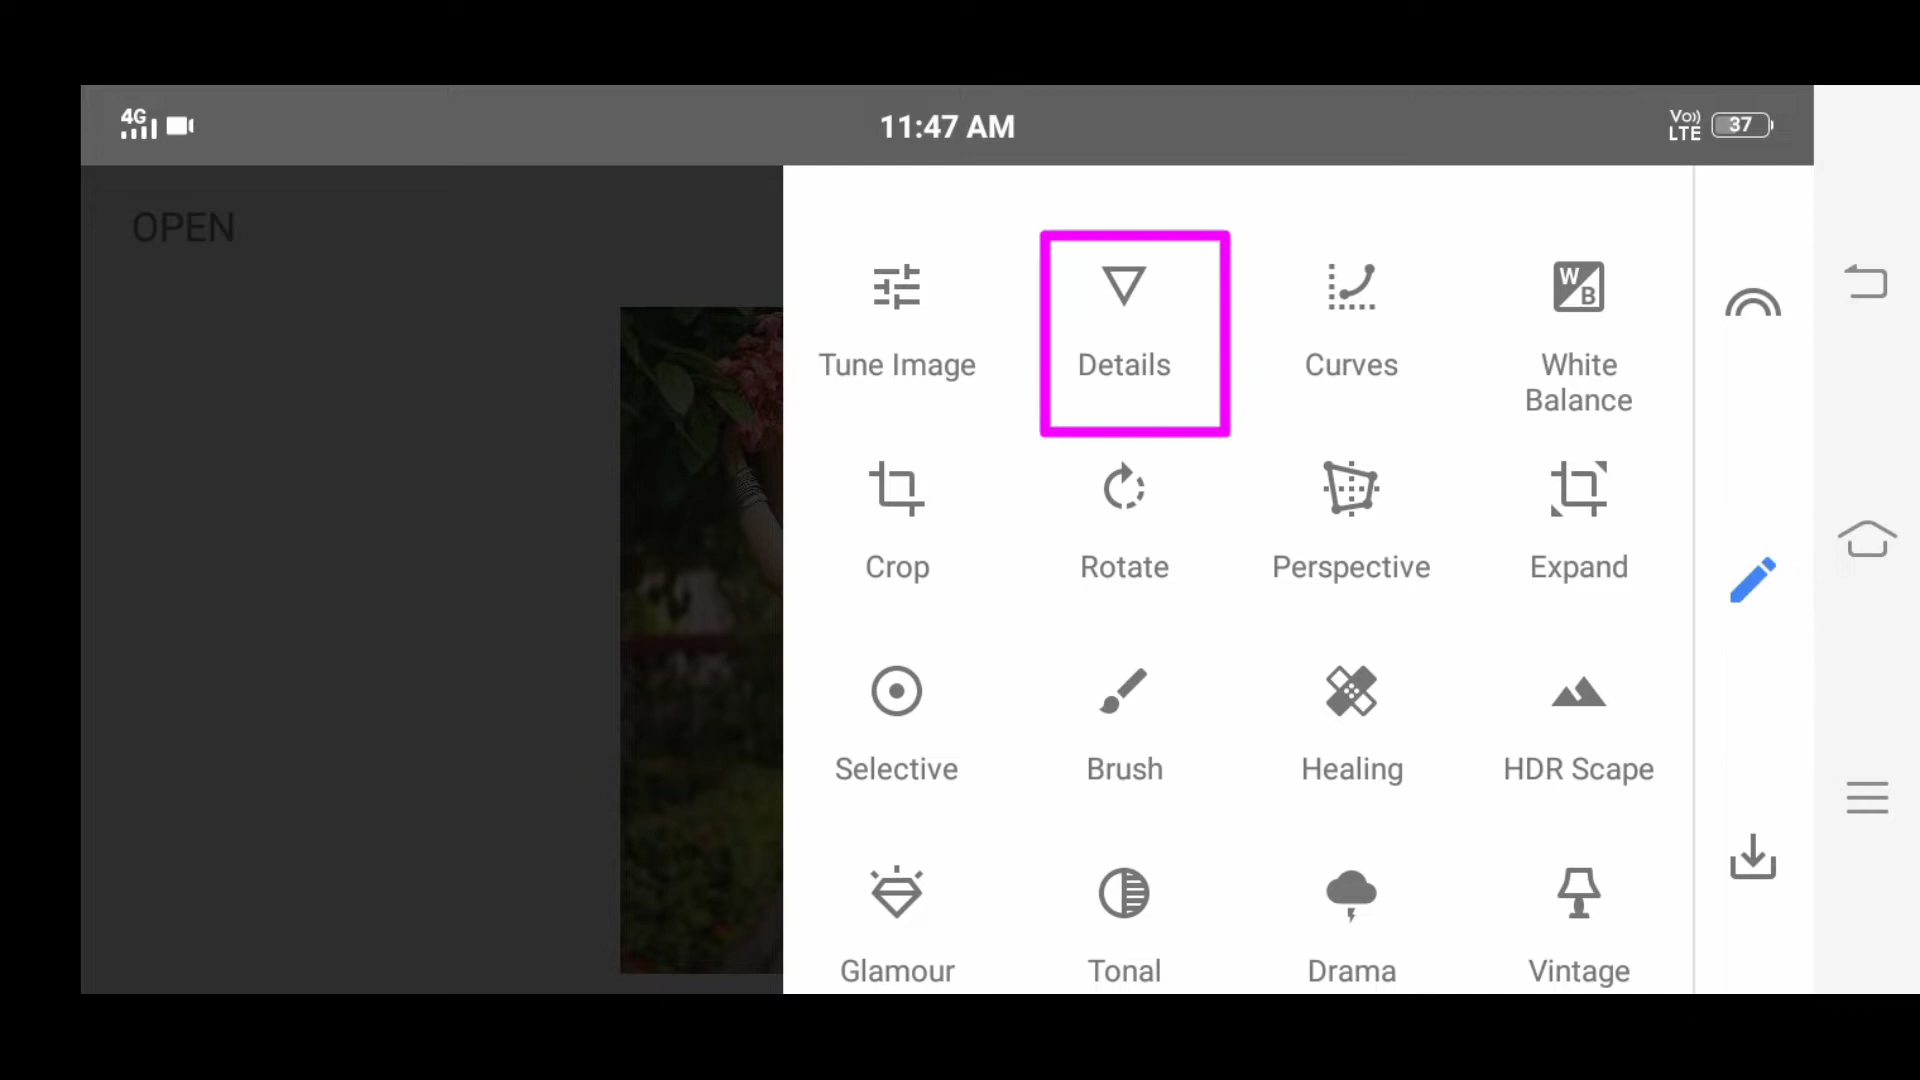 4G
11:47 AM
Vo)) LTE
37
OPEN
Tune Image
Details
Curves
W B
White
Balance
Crop
Rotate
Perspective
Expand
Selective
Brush
Healing
HDR Scape
Glamour
Tonal
Drama
Vintage